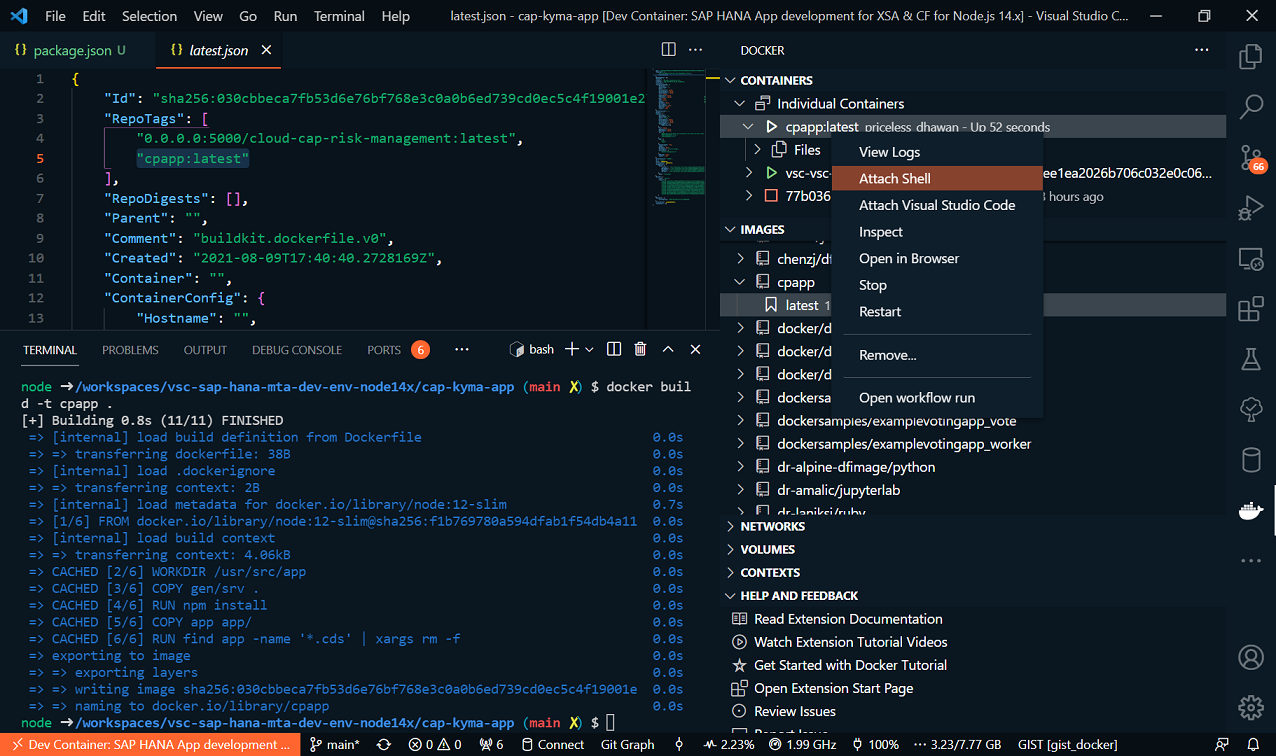 File Edit Selection View Go Run Terminal Help latest.json - cap-kyma-app [Dev Container: SAP HANA App development for XSA & CF for Node.js 14.x] - Visual Studio C...
{} package.json U {} latest.json ×
1 {
2 "Id": "sha256:030cbbeca7fb53d6e76bf768e3c0a0b6ed739cd0ec5c4f19001e2
3 "RepoTags": [
4 "0.0.0.0:5000/cloud-cap-risk-management:latest",
5 "cpapp:latest"
6 ],
7 "RepoDigests": [],
8 "Parent": "",
9 "Comment": "buildkit.dockerfile.v0",
10 "Created": "2021-08-09T17:40:40.2728169Z",
11 "Container": "",
12 "ContainerConfig": {
13 "Hostname": "",
TERMINAL PROBLEMS OUTPUT DEBUG CONSOLE PORTS 6 ... bash
node ➜/workspaces/vsc-sap-hana-mta-dev-env-node14x/cap-kyma-app (main ✗) $ docker buil
d -t cpapp .
[+] Building 0.8s (11/11) FINISHED
=> [internal] load build definition from Dockerfile 0.0s
=> => transferring dockerfile: 38B 0.0s
=> [internal] load .dockerignore 0.0s
=> => transferring context: 2B 0.0s
=> [internal] load metadata for docker.io/library/node:12-slim 0.7s
=> [1/6] FROM docker.io/library/node:12-slim@sha256:f1b769780a594dfab1f54db4a11 0.0s
=> [internal] load build context 0.0s
=> => transferring context: 4.06kB 0.0s
=> CACHED [2/6] WORKDIR /usr/src/app 0.0s
=> CACHED [3/6] COPY gen/srv . 0.0s
=> CACHED [4/6] RUN npm install 0.0s
=> CACHED [5/6] COPY app app/ 0.0s
=> CACHED [6/6] RUN find app -name '*.cds' | xargs rm -f 0.0s
=> exporting to image 0.0s
=> => exporting layers 0.0s
=> => writing image sha256:030cbbeca7fb53d6e76bf768e3c0a0b6ed739cd0ec5c4f19001e 0.0s
=> => naming to docker.io/library/cpapp 0.0s
node ➜/workspaces/vsc-sap-hana-mta-dev-env-node14x/cap-kyma-app (main ✗) $
DOCKER
CONTAINERS
Individual Containers
cpapp:latest priceless_dhawan - Up 52 seconds
Files
vsc-vsc- ee1ea2026b706c032e0c06...
77b036 hours ago
View Logs
Attach Shell
Attach Visual Studio Code
Inspect
Open in Browser
Stop
Restart
Remove...
Open workflow run
IMAGES
chenzj/df
cpapp
latest 1
docker/d
docker/d
docker/d
dockersa
dockersamples/examplevotingapp_vote
dockersamples/examplevotingapp_worker
dr-alpine-dfimage/python
dr-amalic/jupyterlab
dr-laniksj/ruby
NETWORKS
VOLUMES
CONTEXTS
HELP AND FEEDBACK
Read Extension Documentation
Watch Extension Tutorial Videos
Get Started with Docker Tutorial
Open Extension Start Page
Review Issues
Report Issue
66
Dev Container: SAP HANA App development ... main* 0 0 6 Connect Git Graph 2.23% 1.99 GHz 100% 3.23/7.77 GB GIST [gist_docker]